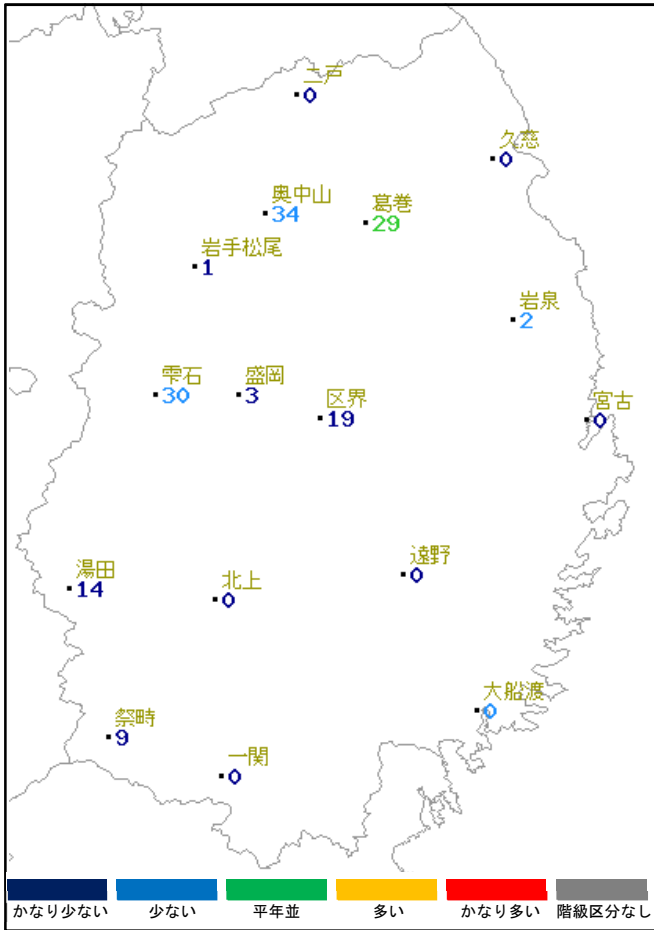 二戸
0
久慈
0
奥中山
34
葛巻
29
岩手松尾
1
岩泉
2
雫石
30
盛岡
3
区界
19
宮古
0
湯田
14
北上
0
遠野
0
大船渡
0
祭畤
9
一関
0
かなり少ない 少ない 平年並 多い かなり多い 階級区分なし